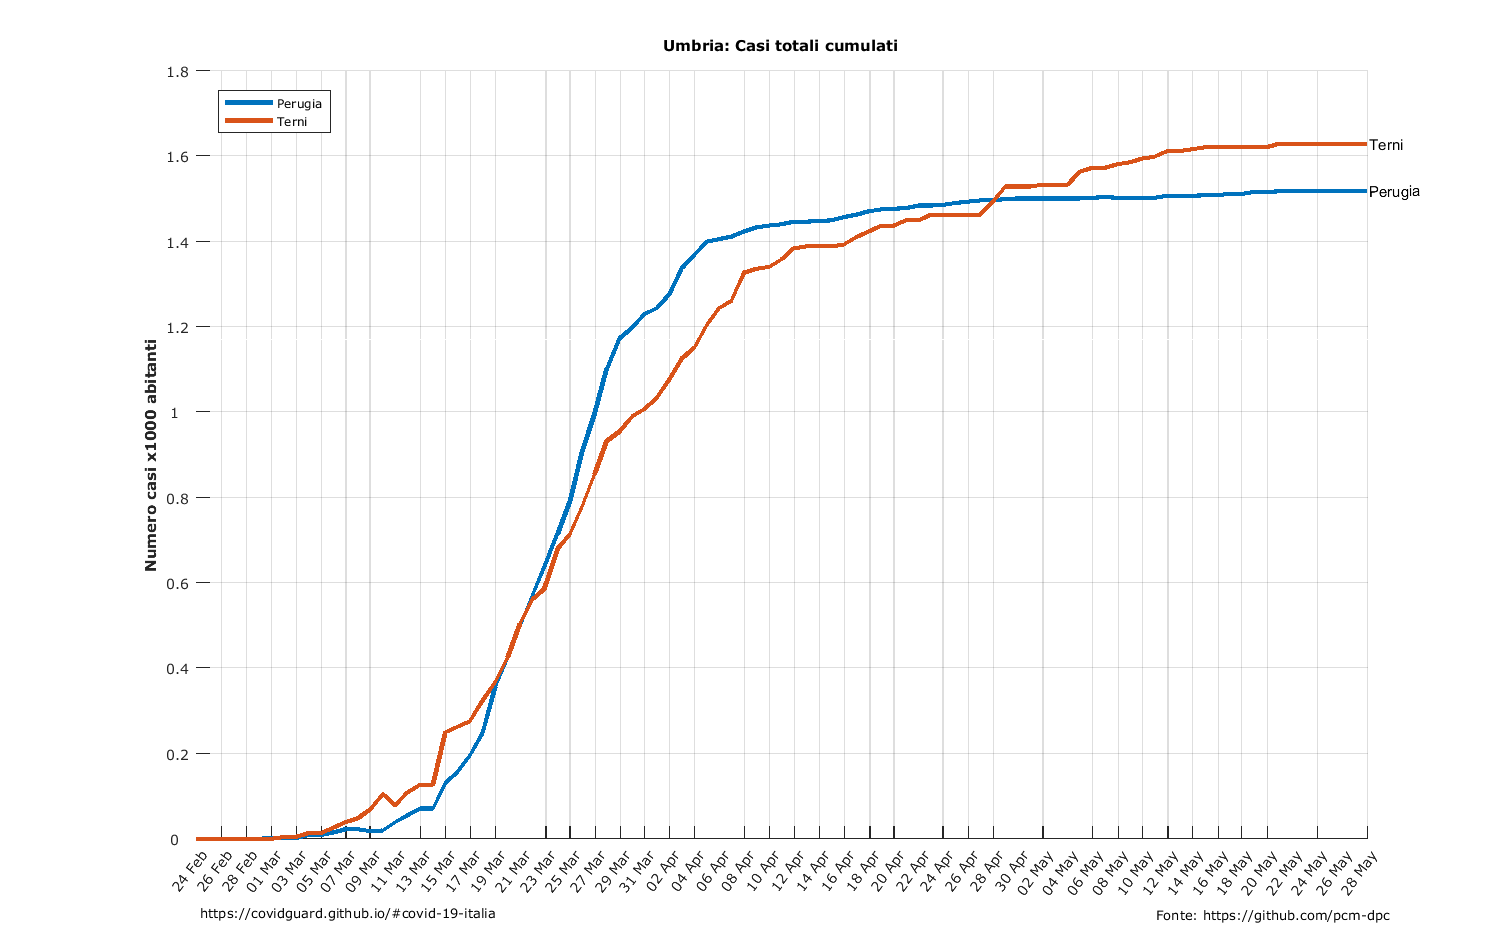 Umbria: Casi totali cumulati
Numero casi x1000 abitanti
1.8
1.6
1.4
1.2
1
0.8
0.6
0.4
0.2
0
Perugia
Terni
Terni
Perugia
24 Feb
26 Feb
28 Feb
01 Mar
03 Mar
05 Mar
07 Mar
09 Mar
11 Mar
13 Mar
15 Mar
17 Mar
19 Mar
21 Mar
23 Mar
25 Mar
27 Mar
29 Mar
31 Mar
02 Apr
04 Apr
06 Apr
08 Apr
10 Apr
12 Apr
14 Apr
16 Apr
18 Apr
20 Apr
22 Apr
24 Apr
26 Apr
28 Apr
30 Apr
02 May
04 May
06 May
08 May
10 May
12 May
14 May
16 May
18 May
20 May
22 May
24 May
26 May
28 May
https://covidguard.github.io/#covid-19-italia
Fonte: https://github.com/pcm-dpc